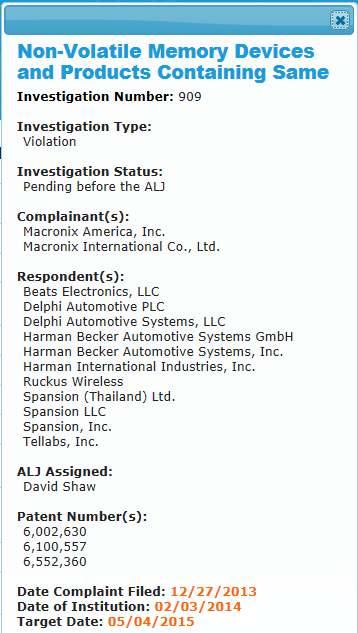 Non-Volatile Memory Devices
and Products Containing Same
Investigation Number: 909
Investigation Type:
Violation
Investigation Status:
Pending before the ALJ
Complainant(s):
Macronix America, Inc.
Macronix International Co., Ltd.
Respondent(s):
Beats Electronics, LLC
Delphi Automotive PLC
Delphi Automotive Systems, LLC
Harman Becker Automotive Systems GmbH
Harman Becker Automotive Systems, Inc.
Harman International Industries, Inc.
Ruckus Wireless
Spansion (Thailand) Ltd.
Spansion LLC
Spansion, Inc.
Tellabs, Inc.
ALJ Assigned:
David Shaw
Patent Number(s):
6,002,630
6,100,557
6,552,360
Date Complaint Filed: 12/27/2013
Date of Institution: 02/03/2014
Target Date: 05/04/2015